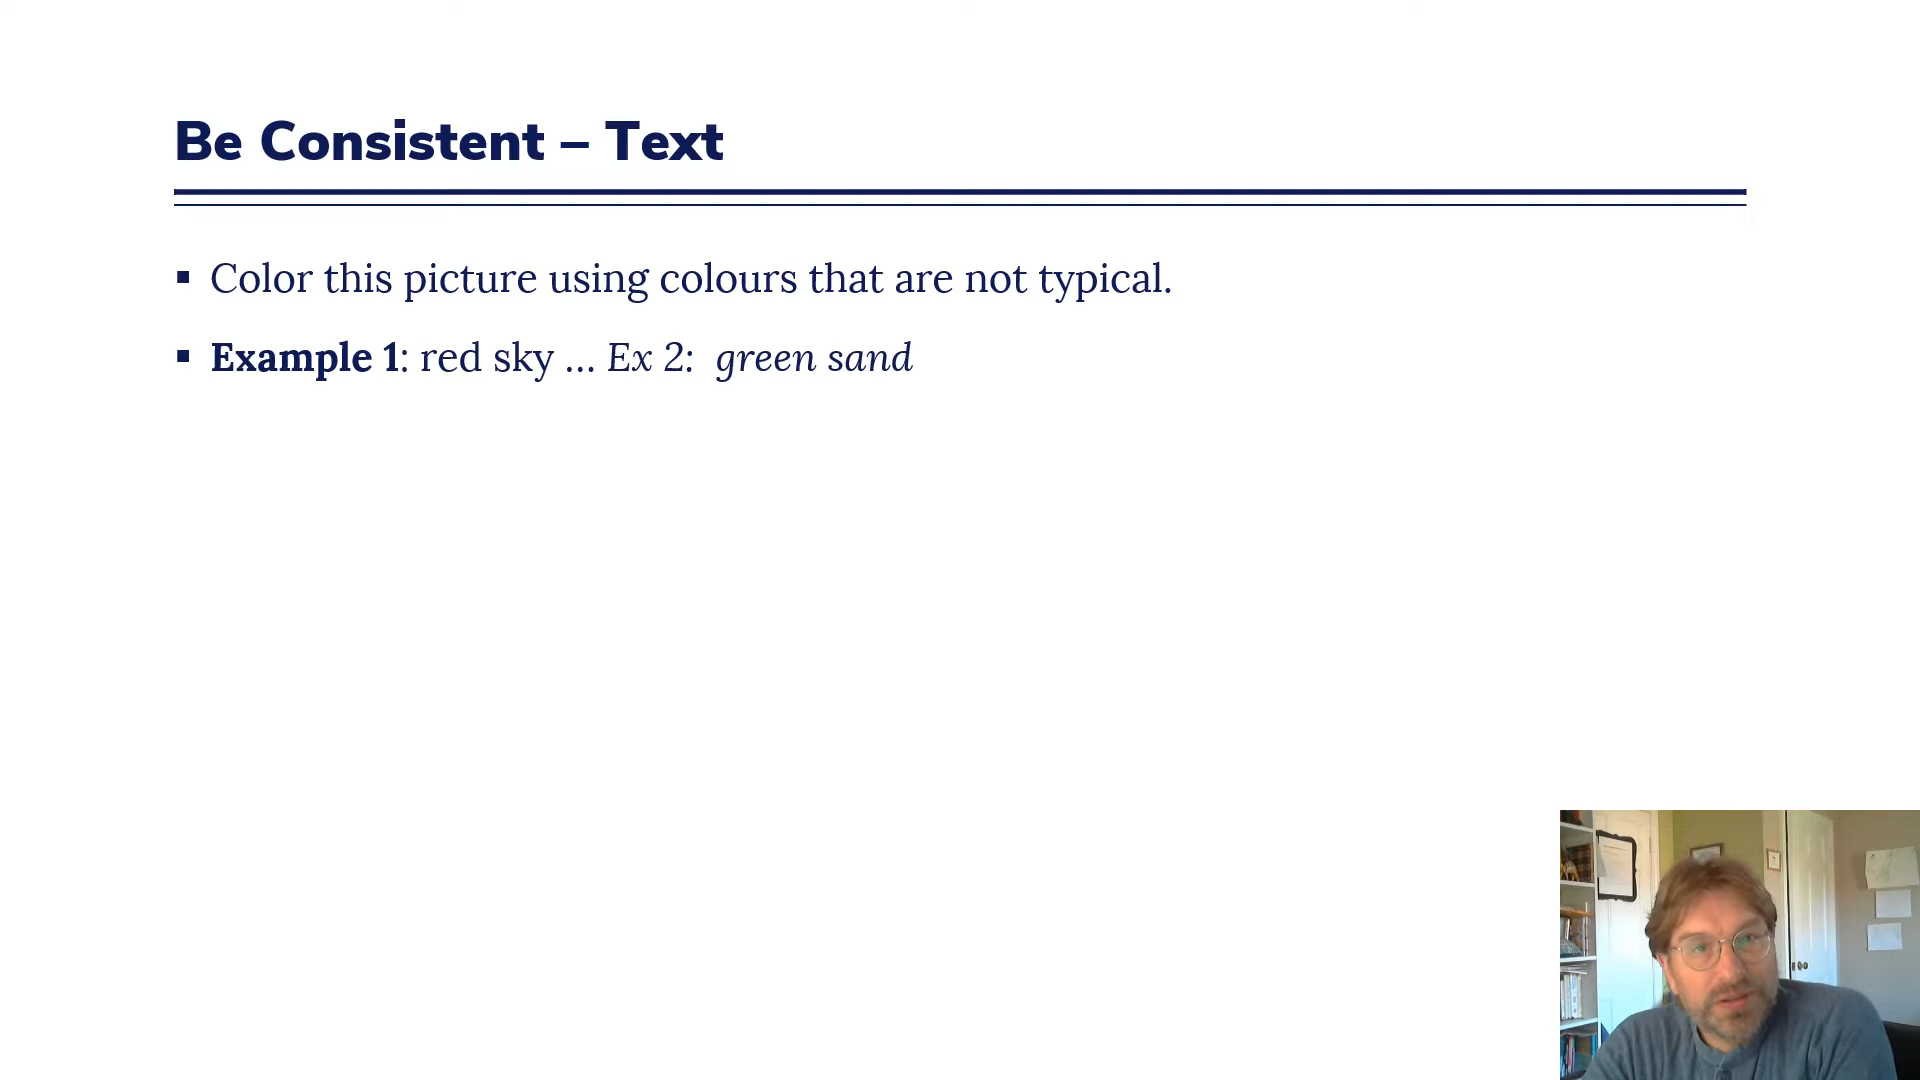 Be Consistent – Text
▪ Color this picture using colours that are not typical.
▪ Example 1: red sky … Ex 2:  green sand